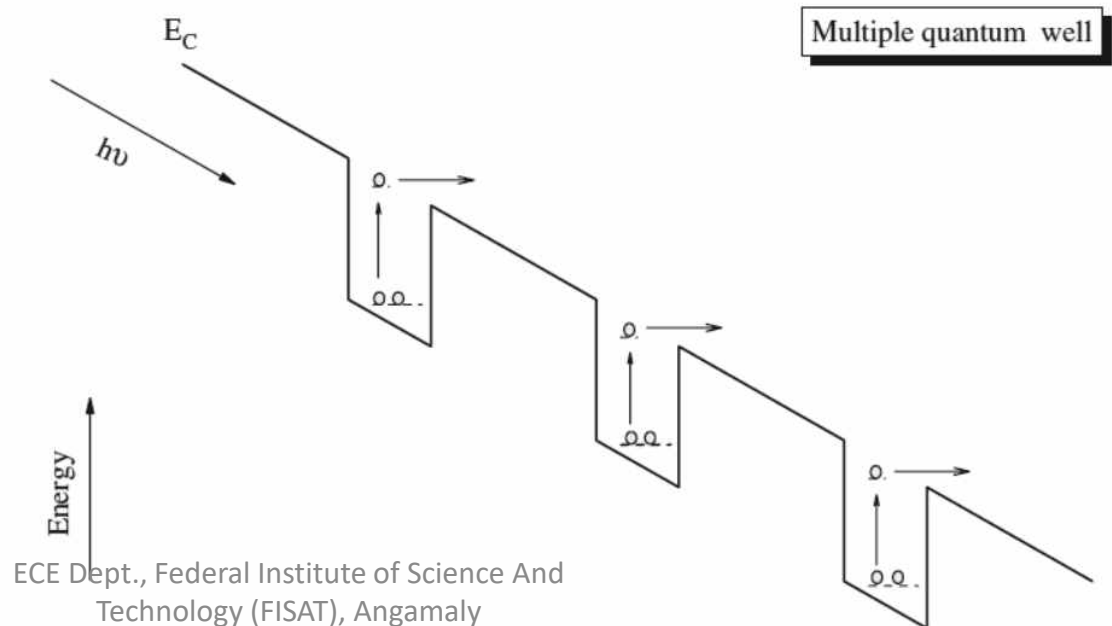 E_C
Multiple quantum well
hυ
Energy
ECE Dept., Federal Institute of Science And
Technology (FISAT), Angamaly